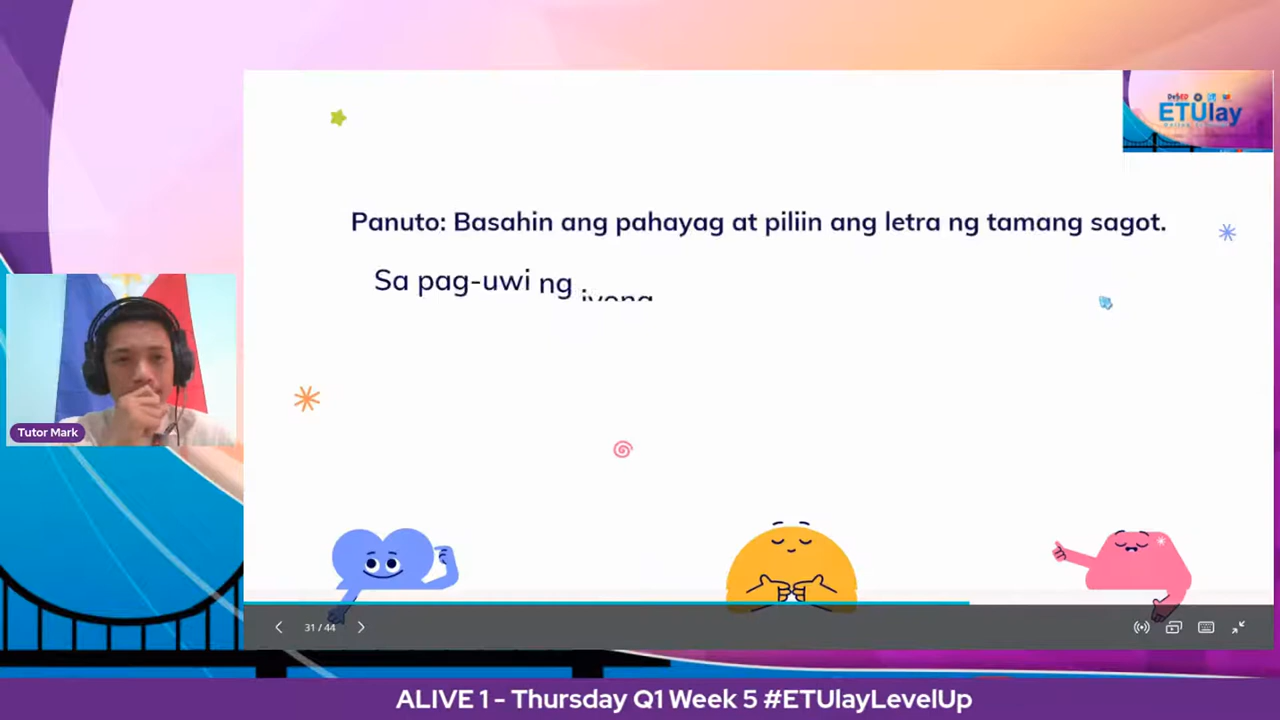 ETUlay
Panuto: Basahin ang pahayag at piliin ang letra ng tamang sagot.
Sa pag-uwi ng iyong
Tutor Mark
31 / 44
ALIVE 1 - Thursday Q1 Week 5 #ETUlayLevelUp